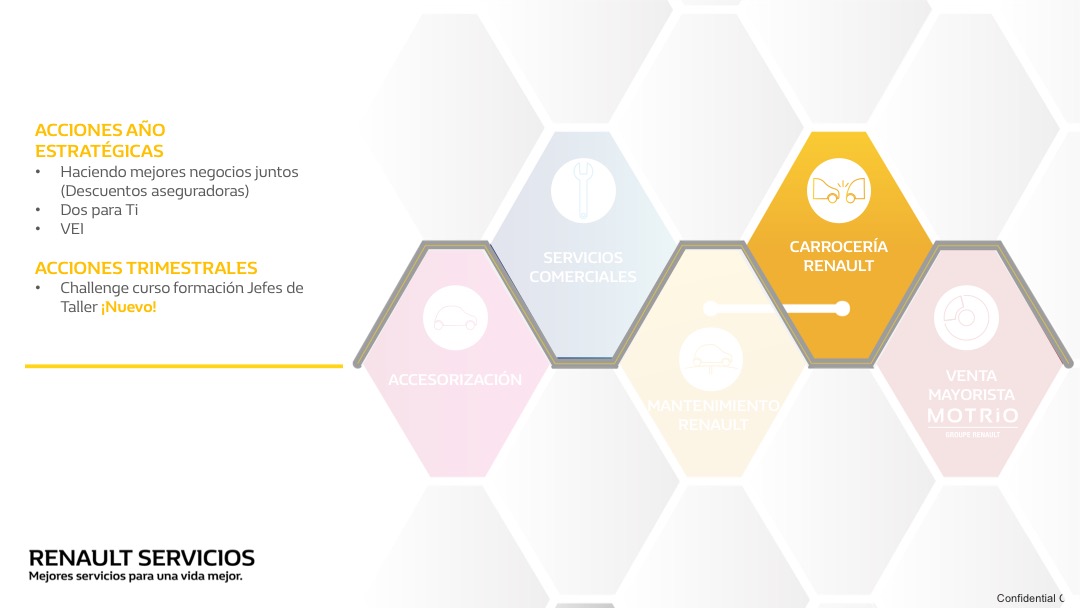 ACCIONES AÑO
ESTRATÉGICAS
• Haciendo mejores negocios juntos
(Descuentos aseguradoras)
• Dos para Ti
• VEI
ACCIONES TRIMESTRALES
• Challenge curso formación Jefes de
Taller ¡Nuevo!
SERVICIOS
COMERCIALES
CARROCERÍA
RENAULT
ACCESORIZACIÓN
MANTENIMIENTO
RENAULT
VENTA
MAYORISTA
MOTRiO
GROUPE RENAULT
RENAULT SERVICIOS
Mejores servicios para una vida mejor.
Confidential